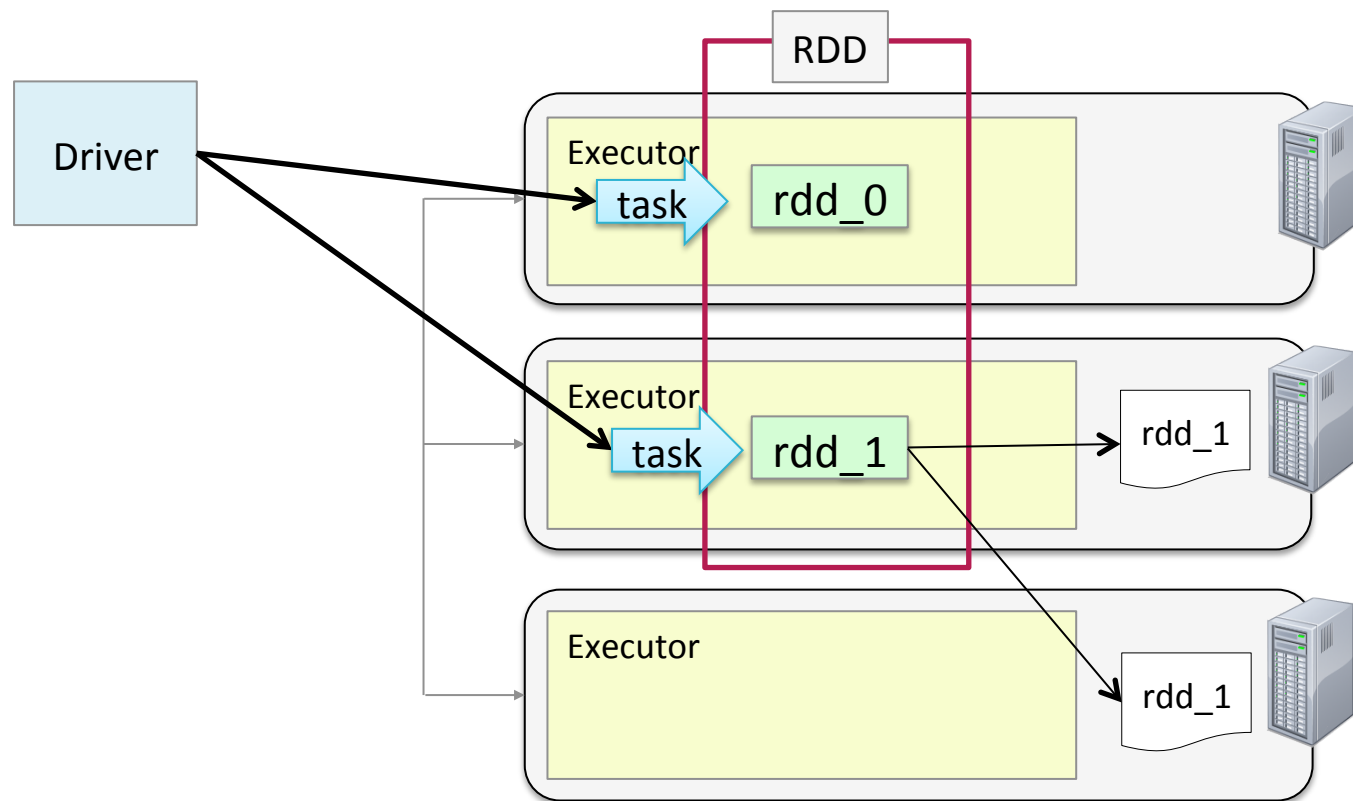 RDD
Driver
Executor
task
rdd_0
Executor
task
rdd_1
rdd_1
Executor
rdd_1